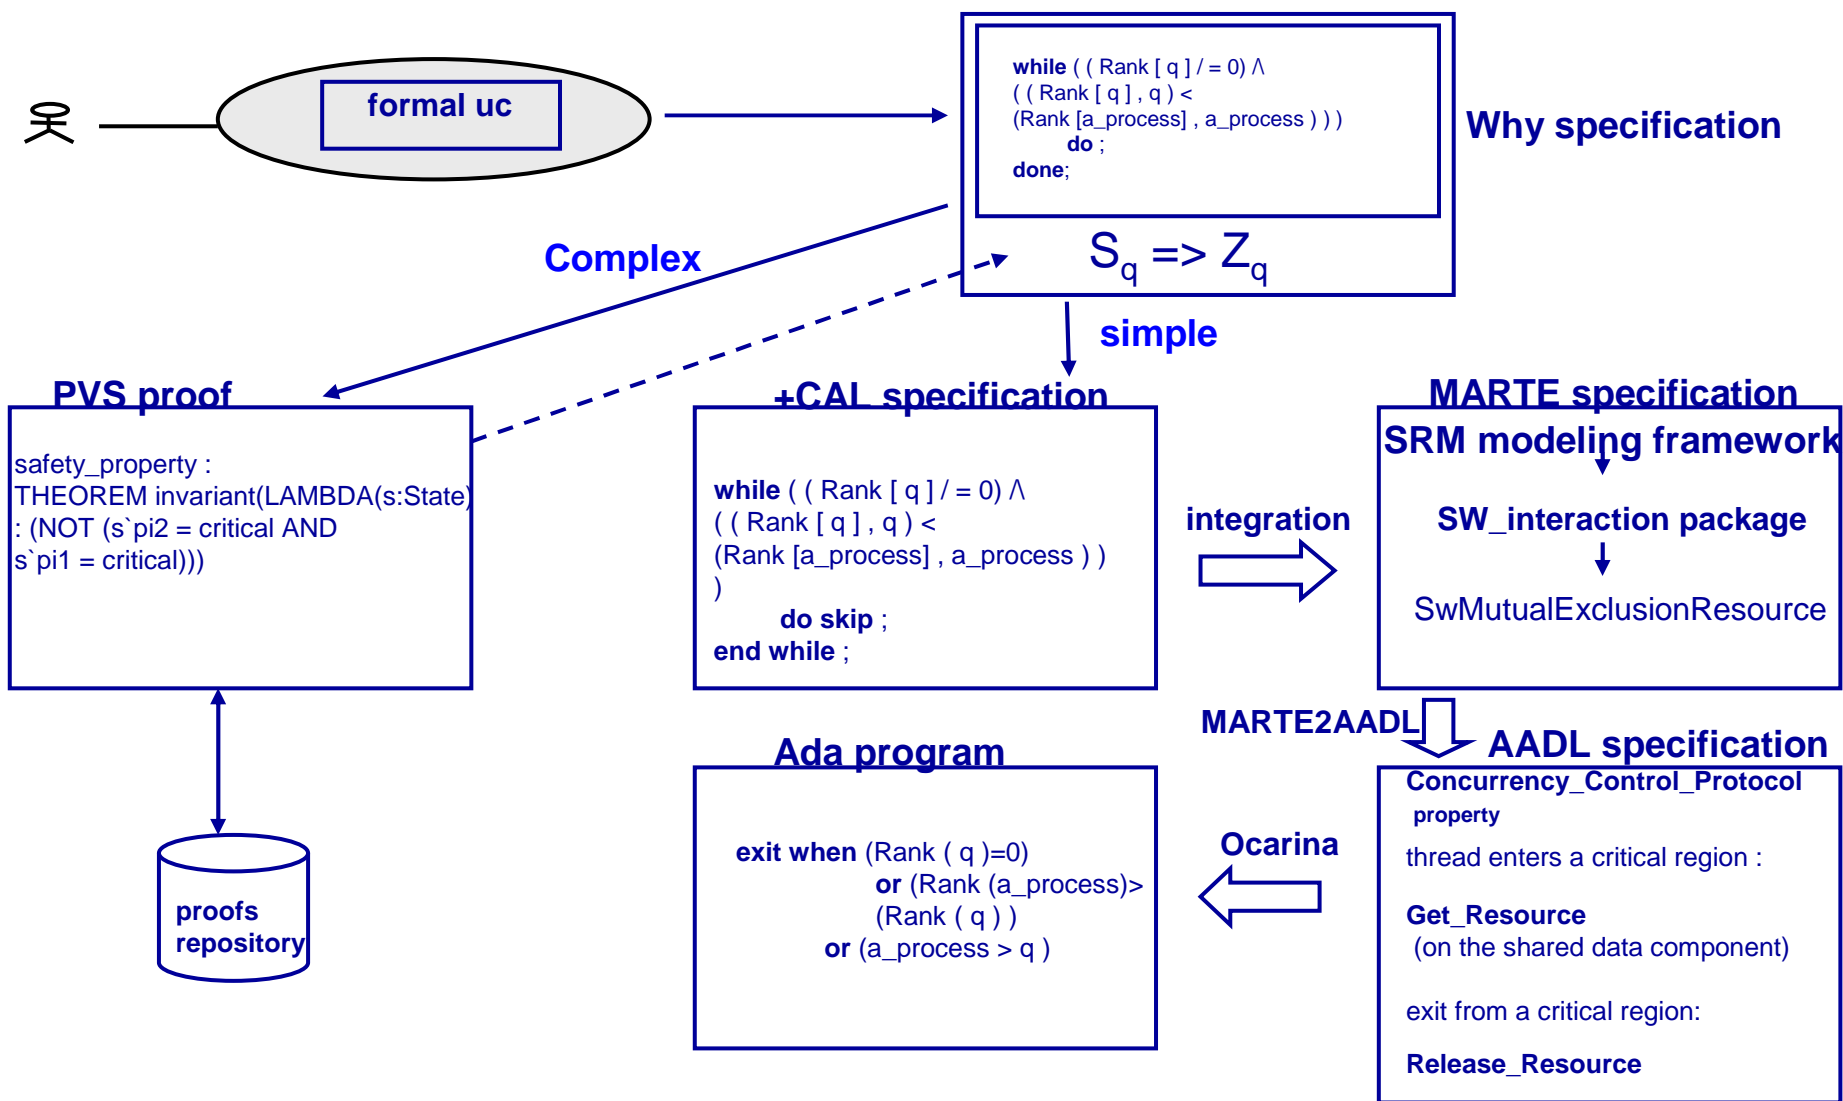 formal uc
while ( ( Rank [ q ] / = 0) /\
( ( Rank [ q ] , q ) <
(Rank [a_process] , a_process ) ) )
do ;
done;
Why specification
Sq => Zq
Complex
simple
PVS proof
safety_property :
THEOREM invariant(LAMBDA(s:State)
: (NOT (s`pi2 = critical AND
s`pi1 = critical)))
proofs
repository
+CAL specification
while ( ( Rank [ q ] / = 0) /\
( ( Rank [ q ] , q ) <
(Rank [a_process] , a_process ) )
)
do skip ;
end while ;
integration
MARTE specification
SRM modeling framework
SW_interaction package
SwMutualExclusionResource
MARTE2AADL
AADL specification
Concurrency_Control_Protocol
property
thread enters a critical region :
Get_Resource
(on the shared data component)
exit from a critical region:
Release_Resource
Ocarina
Ada program
exit when (Rank ( q )=0)
or (Rank (a_process)>
(Rank ( q ) )
or (a_process > q )